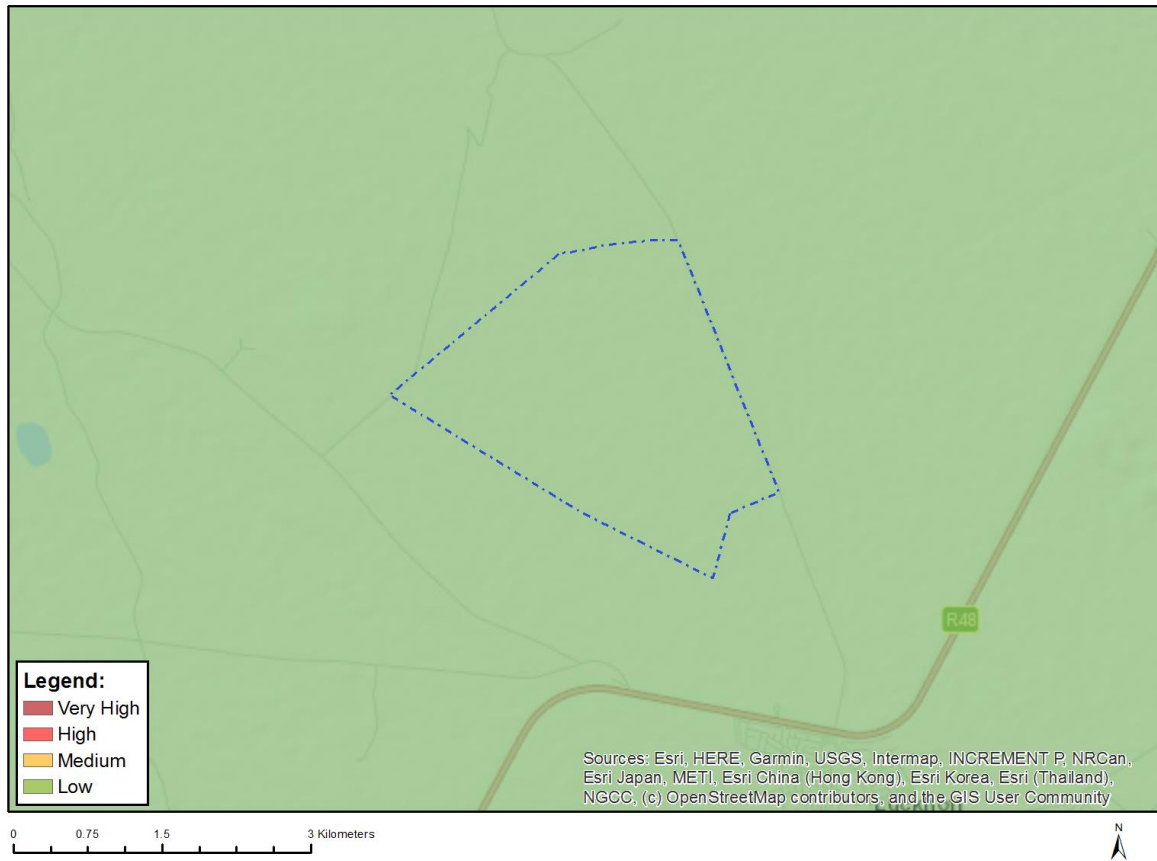 R48
Legend:
Very High
High
Medium
Low
Sources: Esri, HERE, Garmin, USGS, Intermap, INCREMENT P, NRCan,
Esri Japan, METI, Esri China (Hong Kong), Esri Korea, Esri (Thailand),
NGCC, (c) OpenStreetMap contributors, and the GIS User Community
0 0.75 1.5 3 Kilometers
N